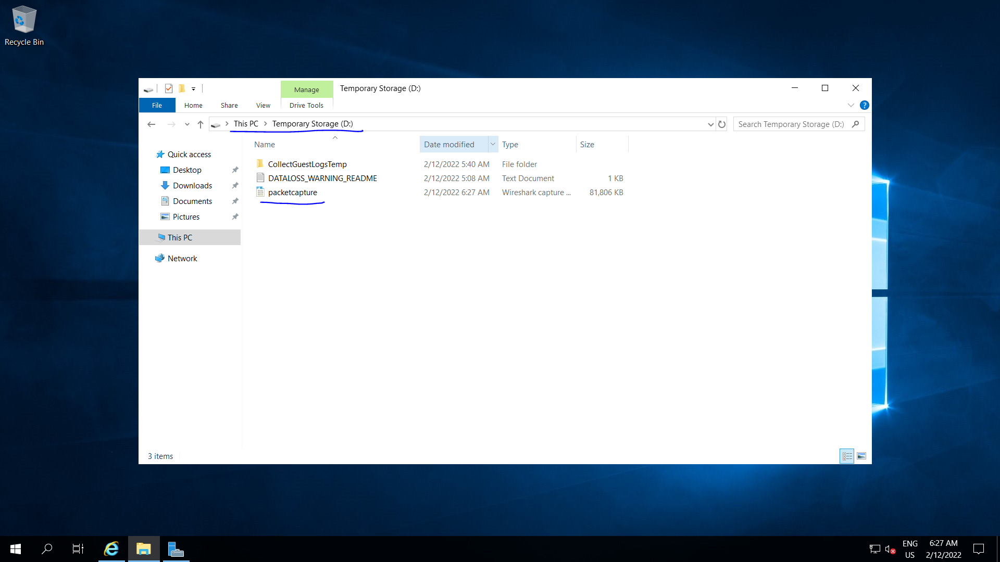 Recycle Bin
Manage
Temporary Storage (D:)
File
Home
Share
View
Drive Tools
?
This PC
Temporary Storage (D:)
Search Temporary Storage (D:)
Name
Date modified
Type
Size
Quick access
Desktop
Downloads
Documents
Pictures
This PC
Network
CollectGuestLogsTemp 2/12/2022 5:40 AM File folder
DATALOSS_WARNING_README 2/12/2022 5:08 AM Text Document 1 KB
packetcapture 2/12/2022 6:27 AM Wireshark capture ... 81,806 KB
3 items
ENG
US
6:27 AM
2/12/2022